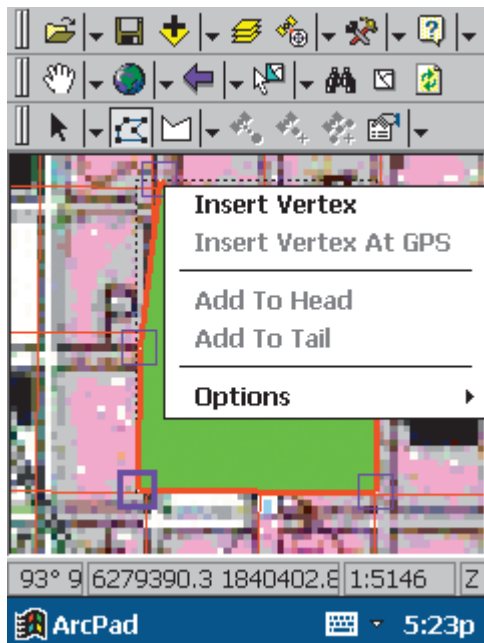 Insert Vertex
Insert Vertex At GPS
Add To Head
Add To Tail
Options
93° 9 6279390.3 1840402.8 1:5146 Z
ArcPad 5:23p